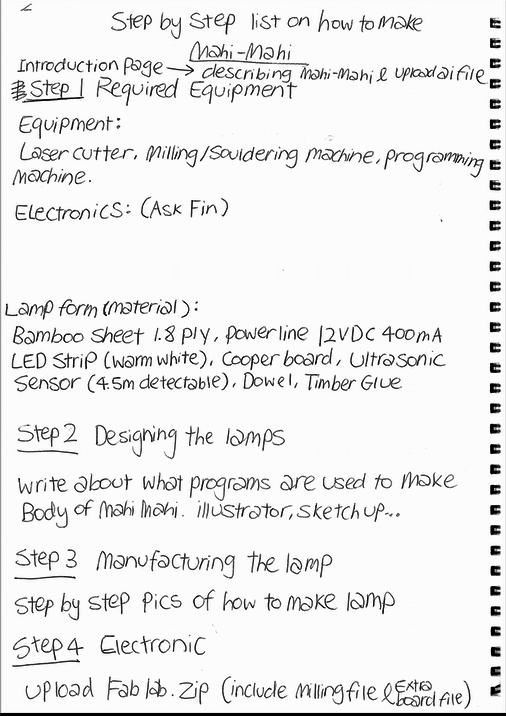 Step by Step list on how to make
Mahi-Mahi
Introduction page → describing Mahi-Mahi & upload ai file
Step 1 Required Equipment
Equipment:
Laser cutter, Milling/Souldering machine, programming
machine.
Electronics: (Ask Fin)
Lamp form (material):
Bamboo sheet 1.8 ply, powerline 12VDC 400mA
LED Strip (warm white), Cooper board, Ultrasonic
Sensor (4.5m detectable), Dowel, Timber Glue
Step 2 Designing the lamps
write about what programs are used to make
Body of Mahi Mahi. illustrator, sketch up...
Step 3 Manufacturing the lamp
Step by step pics of how to make lamp
Step 4 Electronic
Upload Fab lab. Zip (include Milling file & Extra board file)